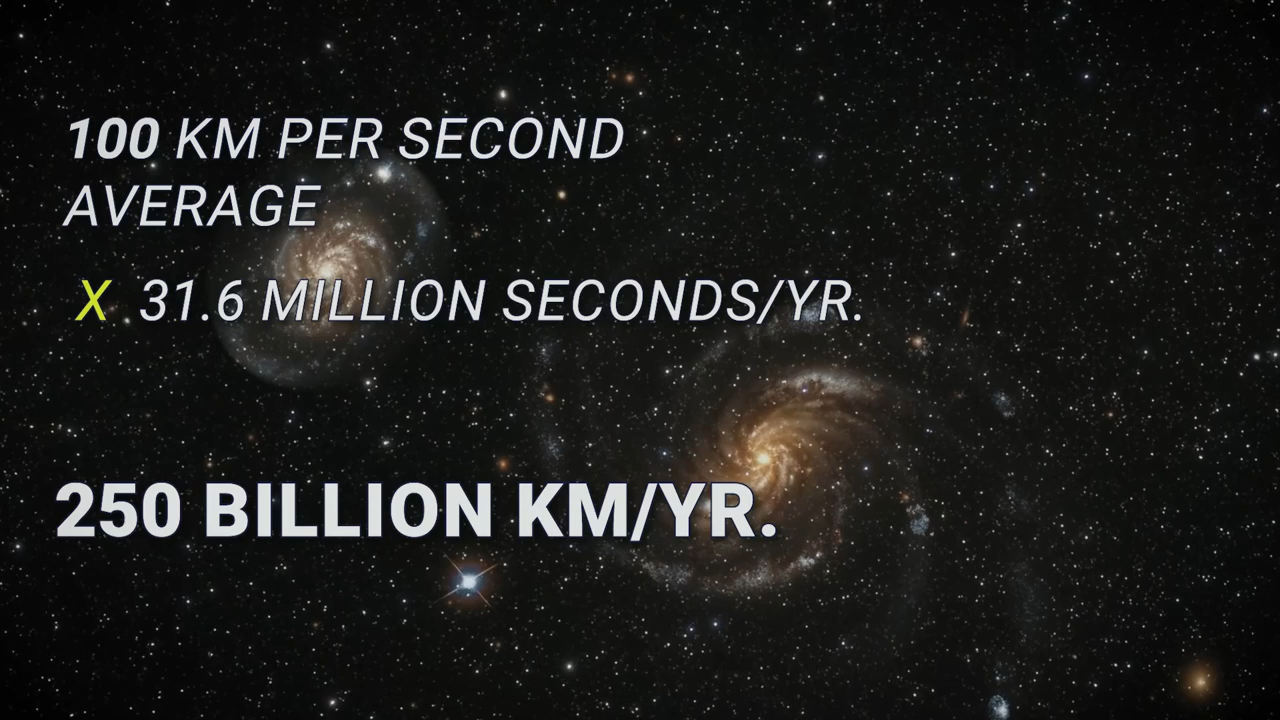 100 KM PER SECOND
AVERAGE
X 31.6 MILLION SECONDS/YR.
250 BILLION KM/YR.